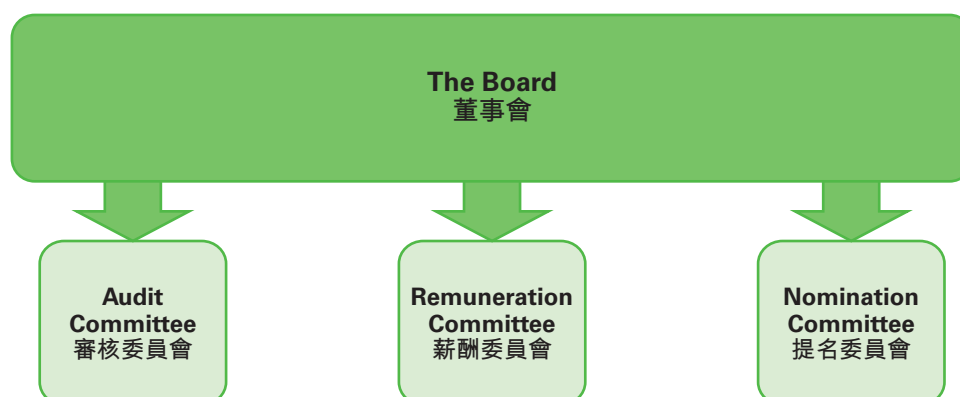 The Board
董事會
Audit
Committee
審核委員會
Remuneration
Committee
薪酬委員會
Nomination
Committee
提名委員會